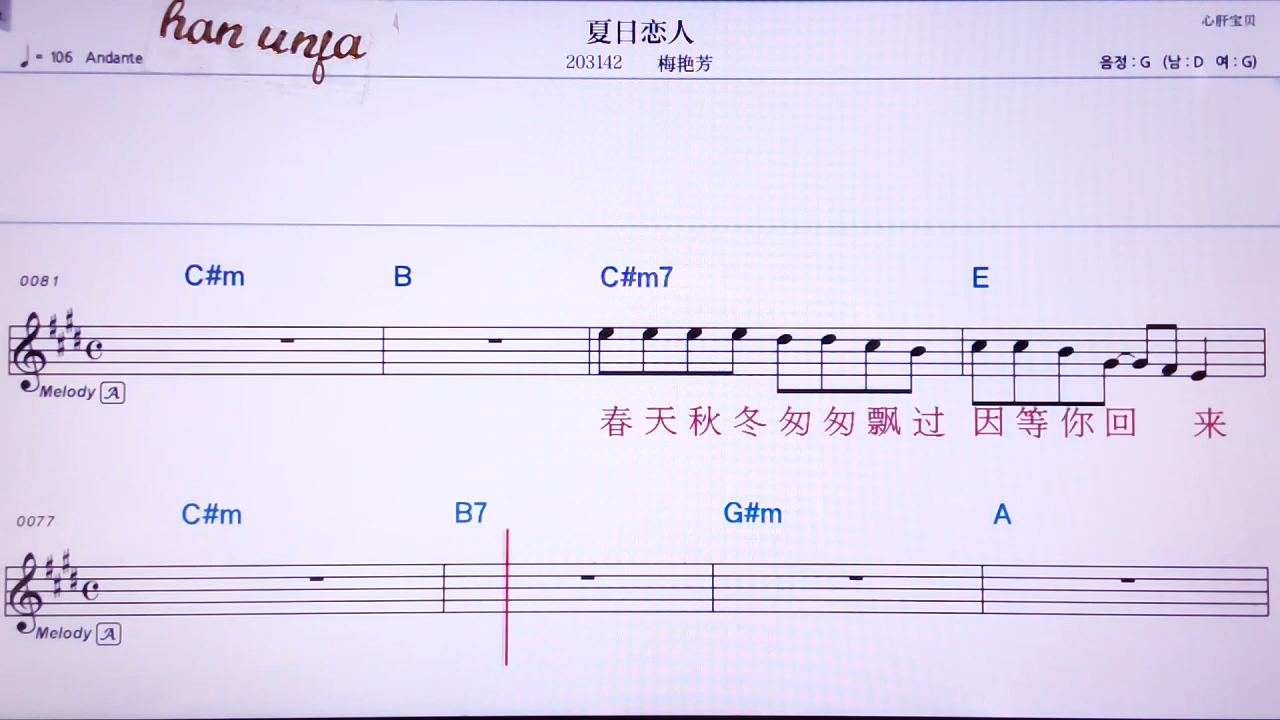 han unja
夏日恋人
心肝宝贝
♩= 106 Andante
203142 梅艳芳
음정 : G (남 : D 여 : G)
0081 C#m B C#m7 E
Melody A
春天秋冬匆匆飘过 因等你回 来
0077 C#m B7 G#m A
Melody A